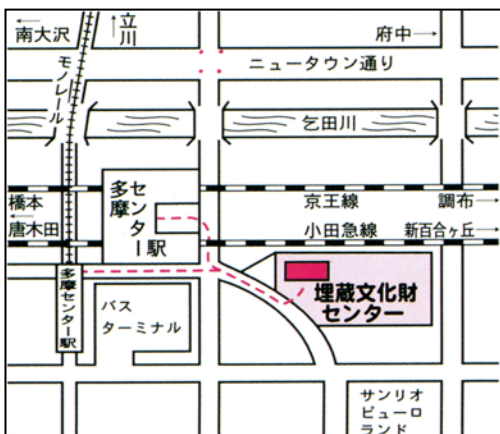 南大沢
立川
府中
モノレール
ニュータウン通り
乞田川
多摩
センター駅
橋本
唐木田
京王線
調布
小田急線
新百合ヶ丘
多摩センター駅
バス
ターミナル
埋蔵文化財
センター
サンリオ
ピューロ
ランド